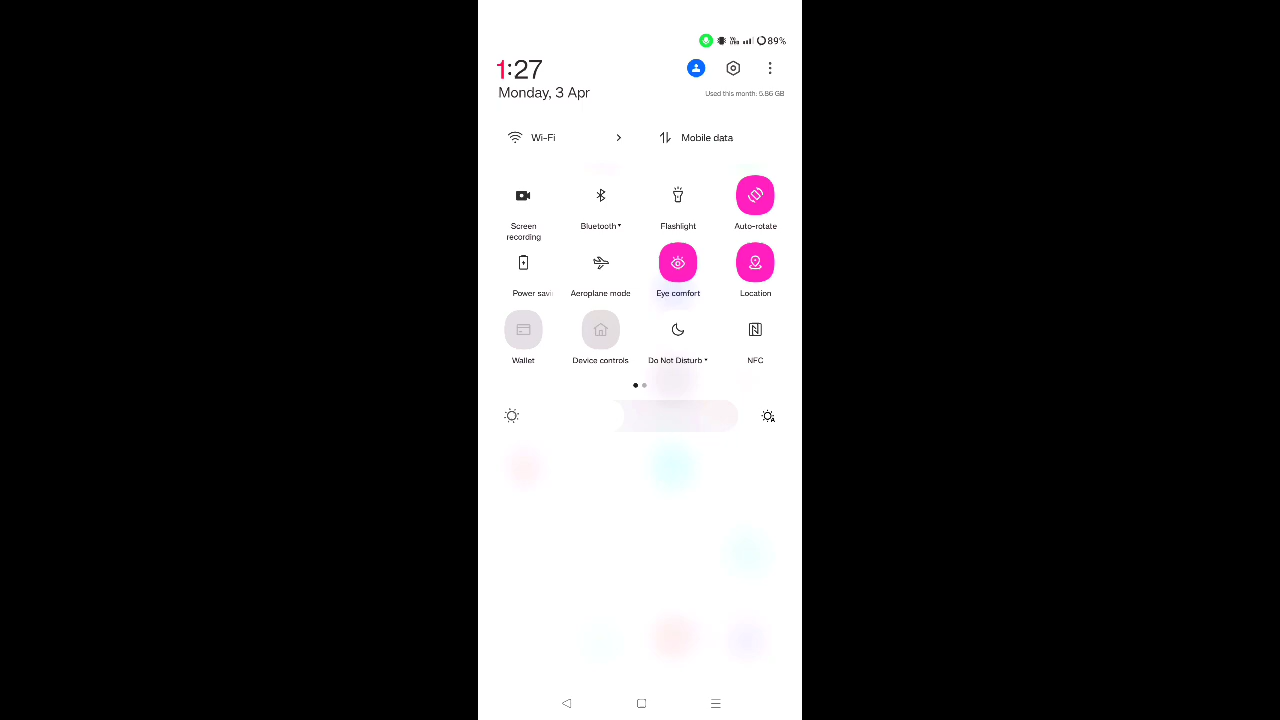 89%
1:27
Monday, 3 Apr
Used this month: 5.86 GB
Wi-Fi
Mobile data
Screen recording
Bluetooth
Flashlight
Auto-rotate
Power savi
Aeroplane mode
Eye comfort
Location
Wallet
Device controls
Do Not Disturb
NFC